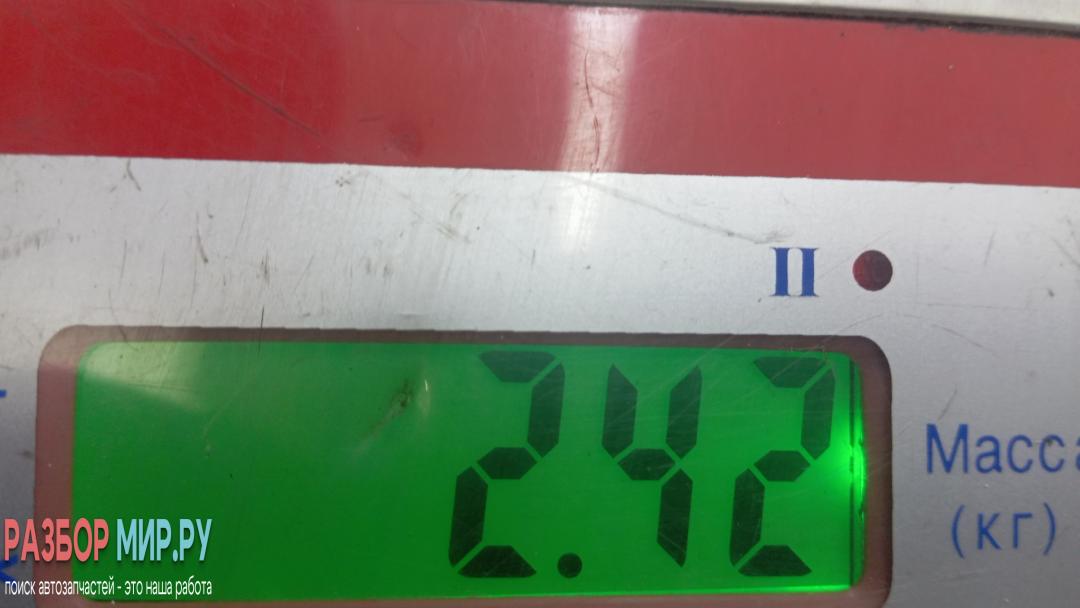 II
2.42
Масса
(кг)
РАЗБОР МИР.РУ
поиск автозапчастей - это наша работа